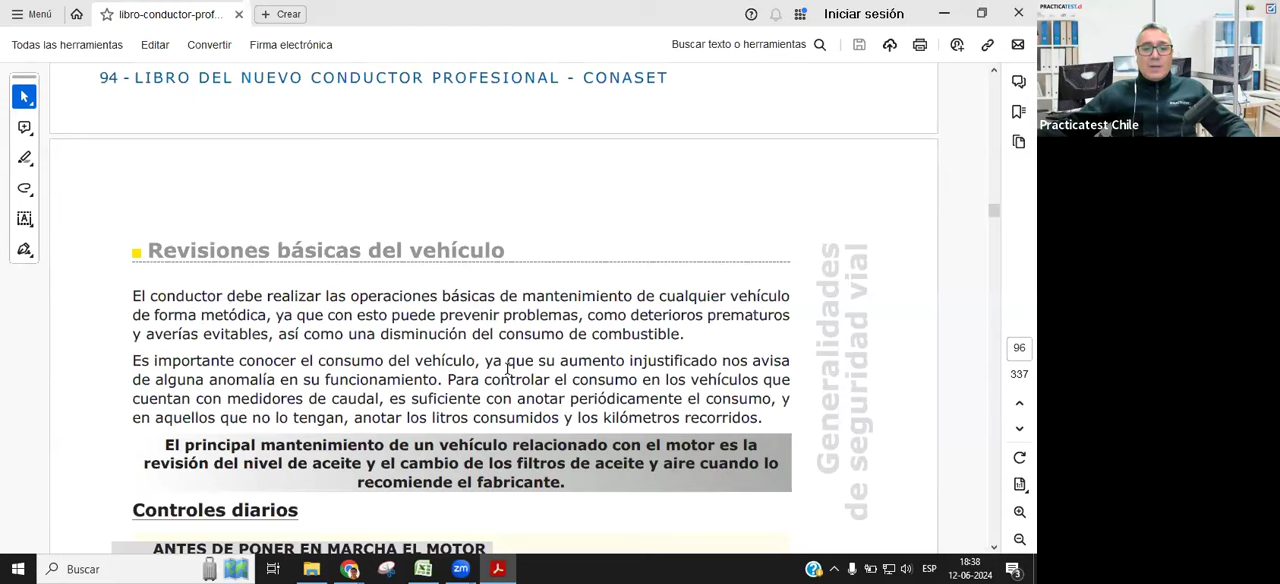 Menú
libro-conductor-prof...
Crear
Iniciar sesión
Todas las herramientas
Editar
Convertir
Firma electrónica
Buscar texto o herramientas
94 - LIBRO DEL NUEVO CONDUCTOR PROFESIONAL - CONASET
Revisiones básicas del vehículo
El conductor debe realizar las operaciones básicas de mantenimiento de cualquier vehículo
de forma metódica, ya que con esto puede prevenir problemas, como deterioros prematuros
y averías evitables, así como una disminución del consumo de combustible.
Es importante conocer el consumo del vehículo, ya que su aumento injustificado nos avisa
de alguna anomalía en su funcionamiento. Para controlar el consumo en los vehículos que
cuentan con medidores de caudal, es suficiente con anotar periódicamente el consumo, y
en aquellos que no lo tengan, anotar los litros consumidos y los kilómetros recorridos.
El principal mantenimiento de un vehículo relacionado con el motor es la
revisión del nivel de aceite y el cambio de los filtros de aceite y aire cuando lo
recomiende el fabricante.
Controles diarios
ANTES DE PONER EN MARCHA EL MOTOR
Generalidades
de seguridad vial
96
337
PRACTICATEST.cl
Practicatest Chile
Buscar
zm
ESP
18:38
12-06-2024
3